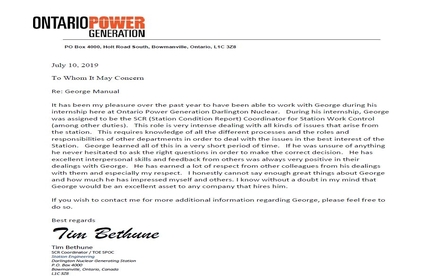 ONTARIOPOWER
GENERATION
PO Box 4000, Holt Road South, Bowmanville, Ontario, L1C 3Z8
July 10, 2019
To Whom It May Concern
Re: George Manual
It has been my pleasure over the past year to have been able to work with George during his
internship here at Ontario Power Generation Darlington Nuclear.  During his internship, George
was assigned to be the SCR (Station Condition Report) Coordinator for Station Work Control
(among other duties).  This role is very intense dealing with all kinds of issues that arise from
the station.  This requires knowledge of all the different processes and the roles and
responsibilities of other departments in order to deal with the issues in the best interest of the
Station.  George learned all of this in a very short period of time.  If he was unsure of anything
he never hesitated to ask the right questions in order to make the correct decision.  He has
excellent interpersonal skills and feedback from others was always very positive in their
dealings with George.  He has earned a lot of respect from other colleagues from his dealings
with them and especially my respect.  I honestly cannot say enough great things about George
and how much he has impressed myself and others.  I know without a doubt in my mind that
George would be an excellent asset to any company that hires him.
If you would like to contact me for more additional information regarding George, please feel free to
do so.
Best regards
Tim Bethune
Tim Bethune
SCR Coordinator / TOE SPOC
Station Engineering
Darlington Nuclear Generating Station
P.O. Box 4000
Bowmanville, Ontario, Canada
L1C 3Z8